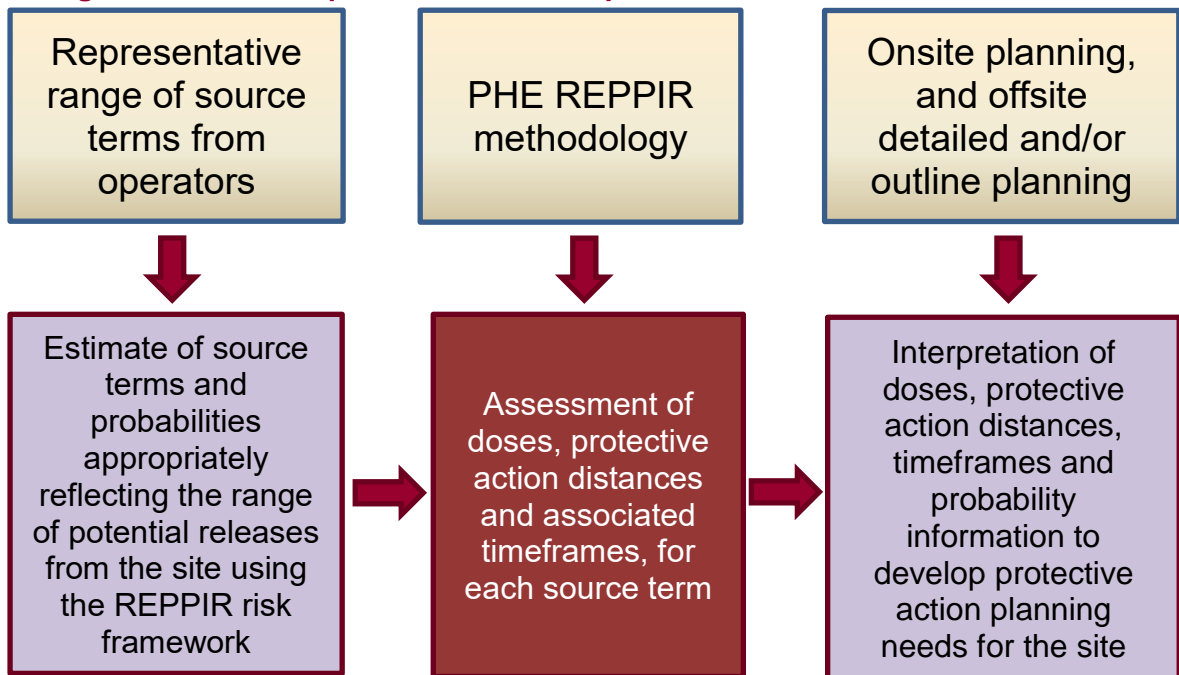 Representative
range of source
terms from
operators
PHE REPPIR
methodology
Onsite planning,
and offsite
detailed and/or
outline planning
Estimate of source
terms and
probabilities
appropriately
reflecting the range
of potential releases
from the site using
the REPPIR risk
framework
Assessment of
doses, protective
action distances
and associated
timeframes, for
each source term
Interpretation of
doses, protective
action distances,
timeframes and
probability
information to
develop protective
action planning
needs for the site